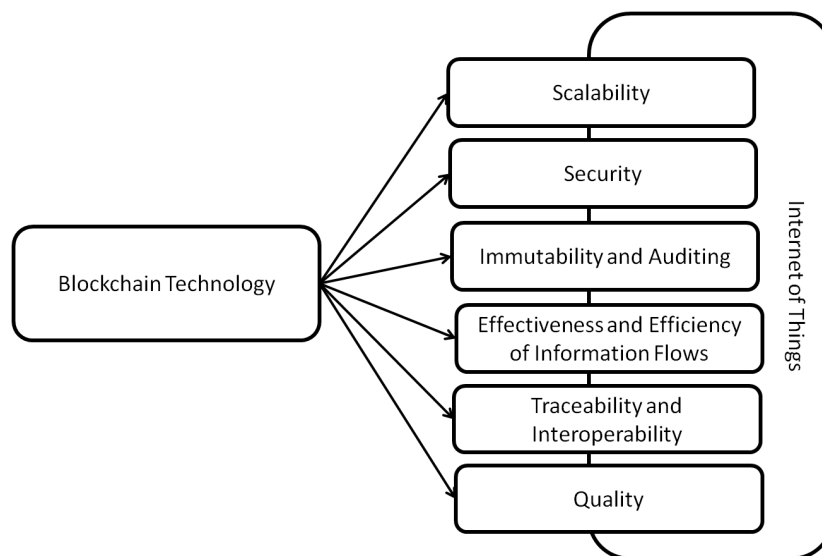 Blockchain Technology
Scalability
Security
Immutability and Auditing
Effectiveness and Efficiency
of Information Flows
Traceability and
Interoperability
Quality
Internet of Things